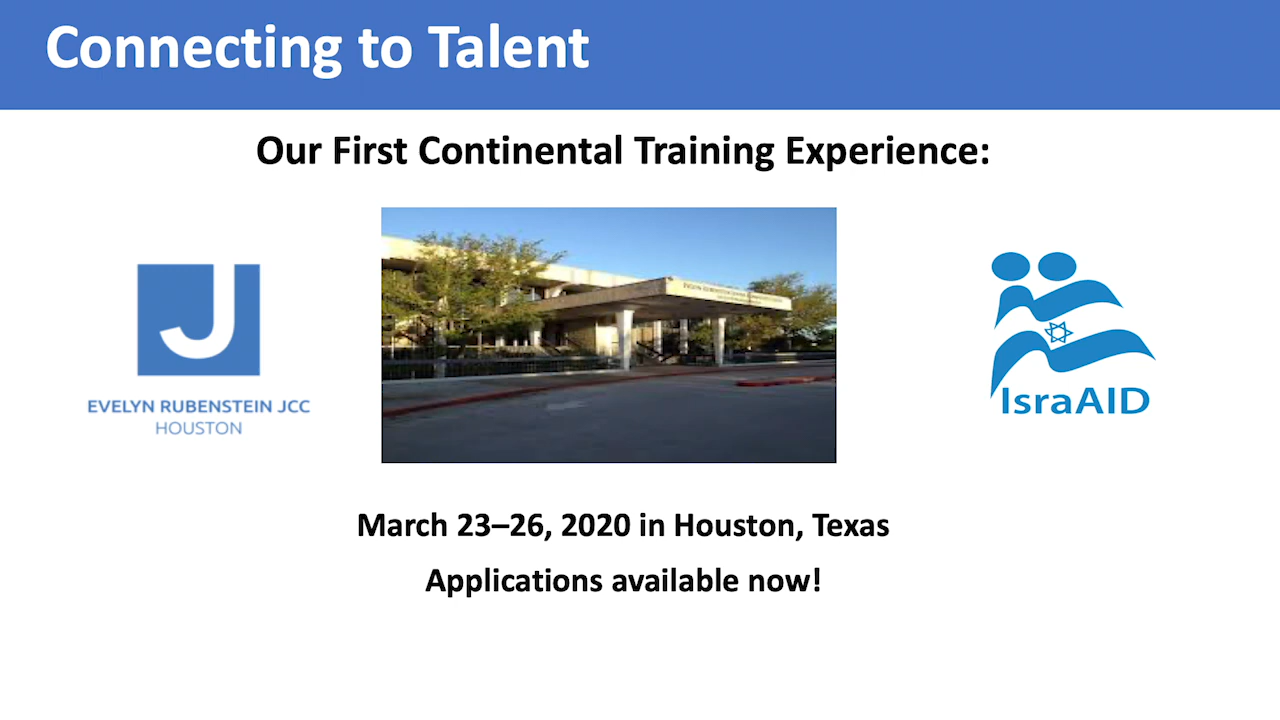 Connecting to Talent
Our First Continental Training Experience:
J
EVELYN RUBENSTEIN JCC
HOUSTON
IsraAID
March 23–26, 2020 in Houston, Texas
Applications available now!